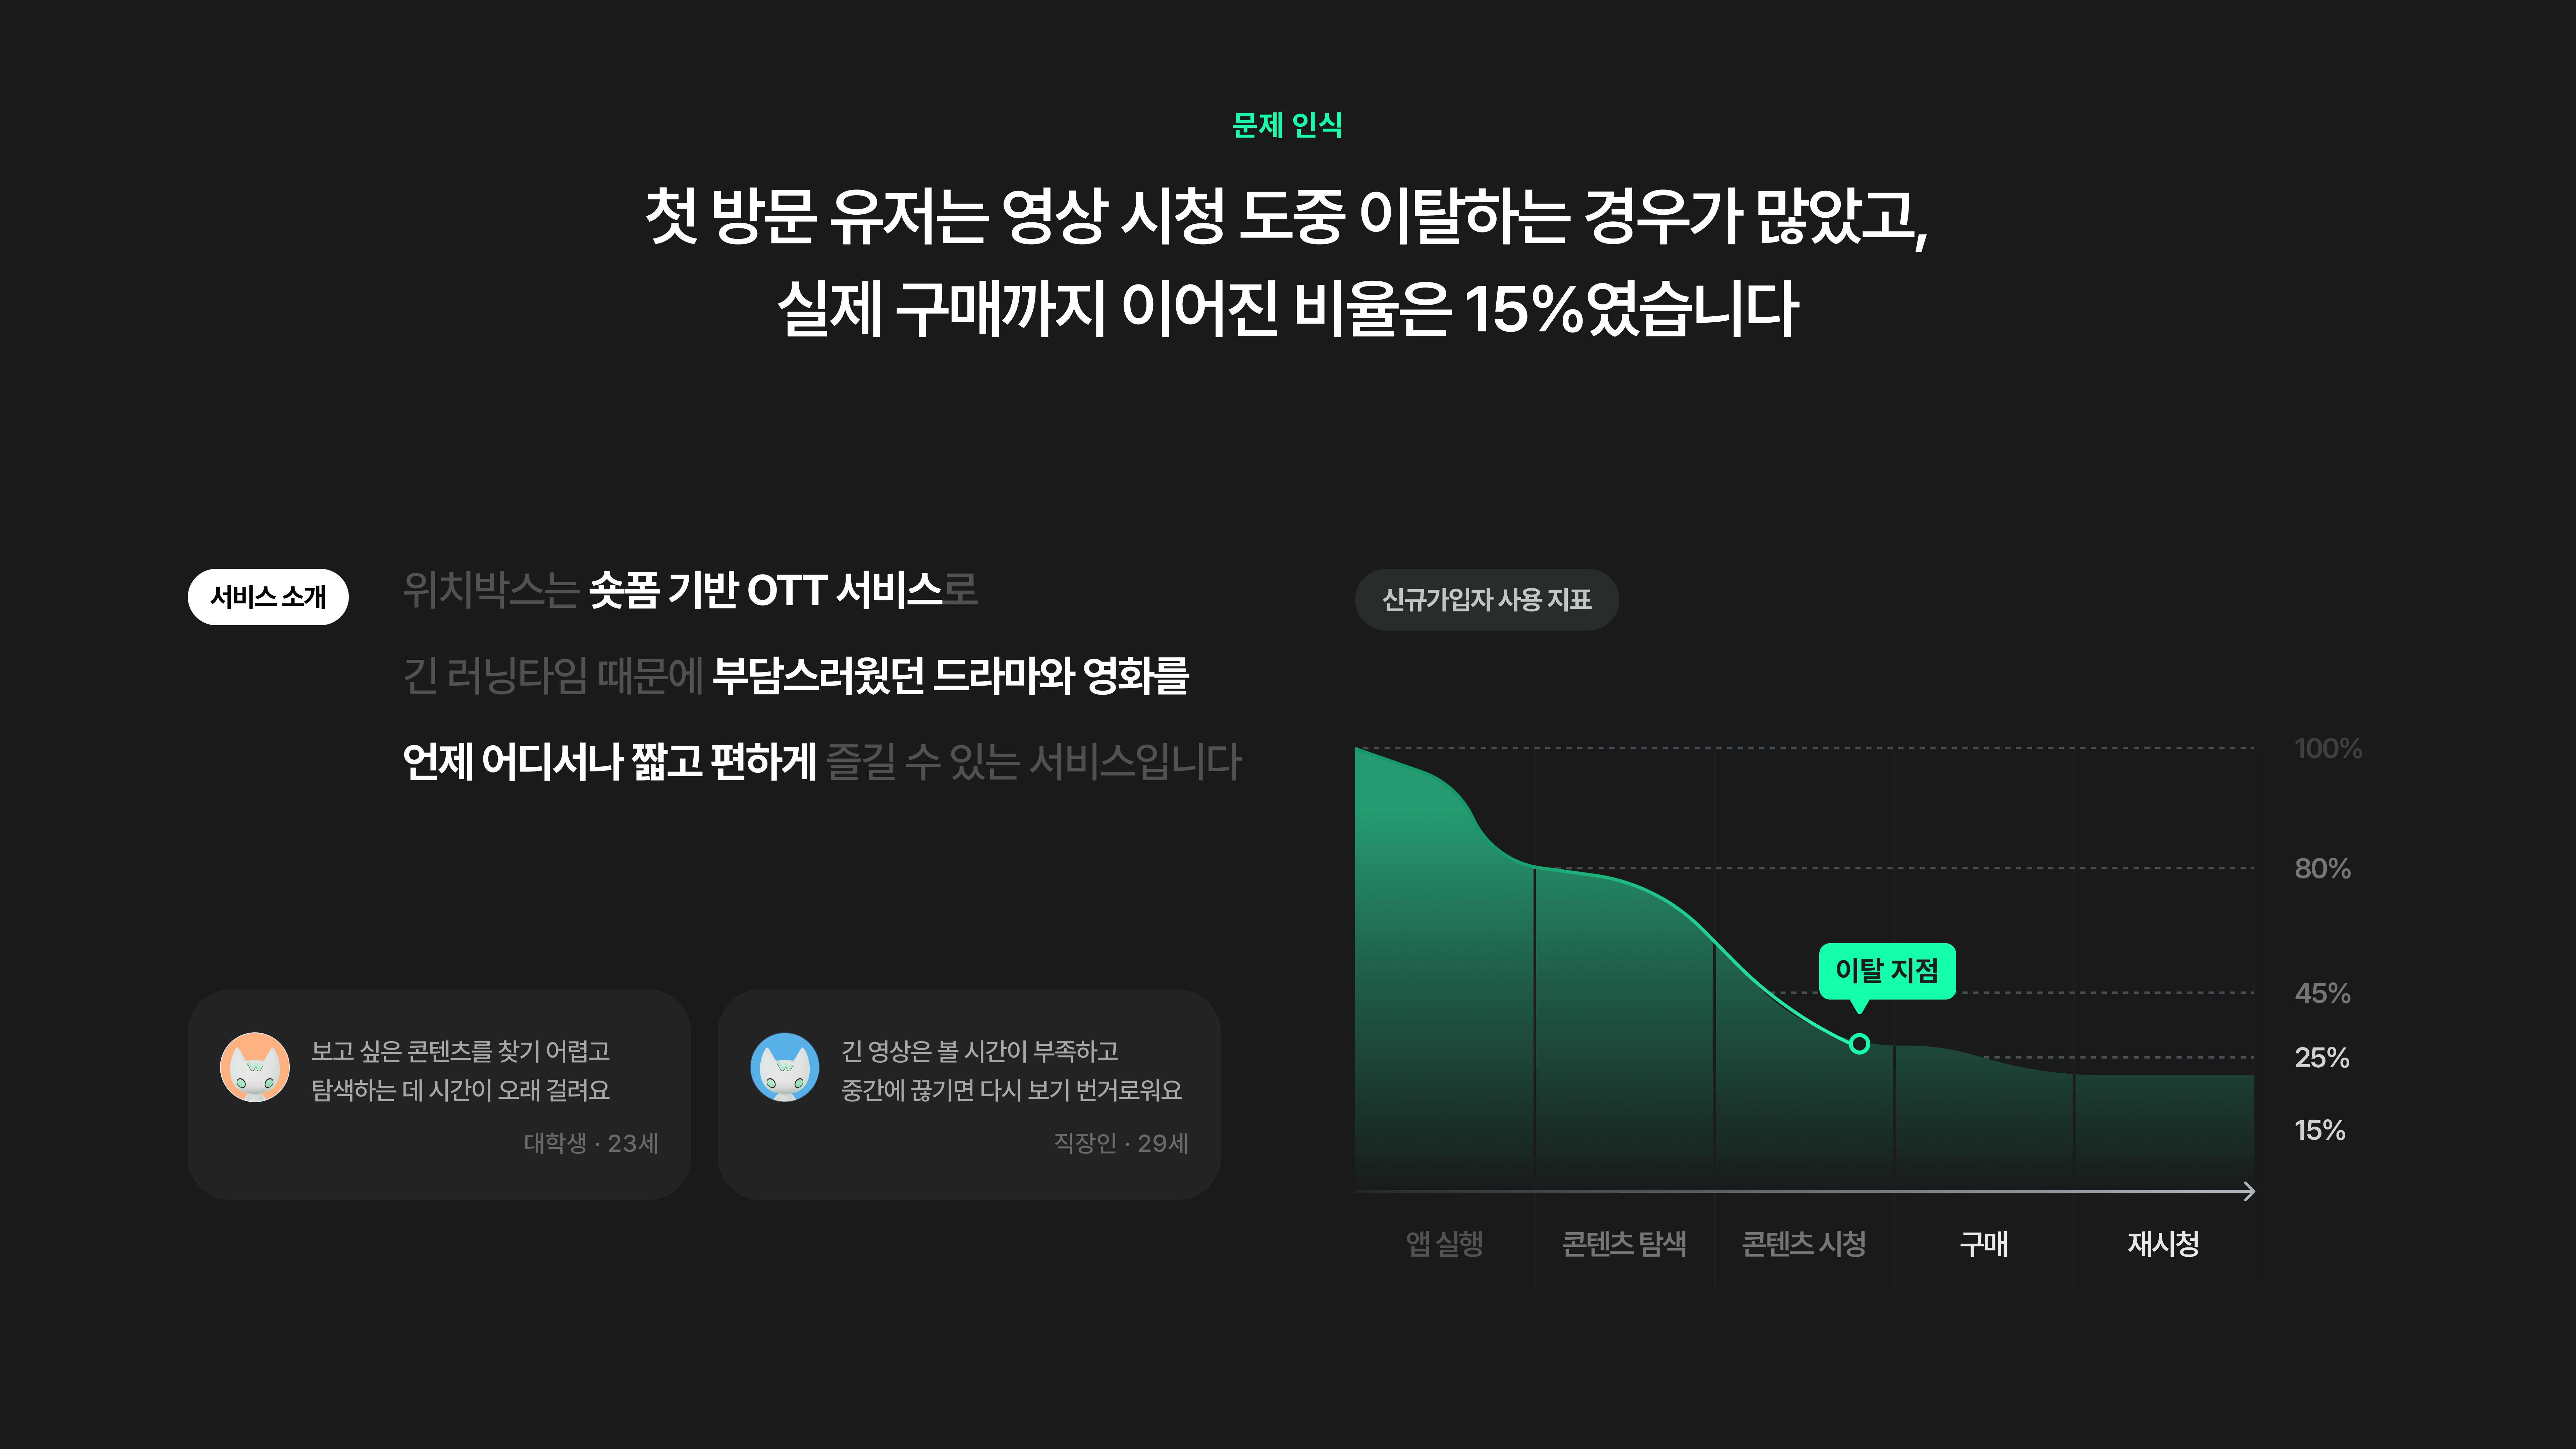 문제 인식
첫 방문 유저는 영상 시청 도중 이탈하는 경우가 많았고,
실제 구매까지 이어진 비율은 15%였습니다
서비스 소개
위치박스는 숏폼 기반 OTT 서비스로
긴 러닝타임 때문에 부담스러웠던 드라마와 영화를
언제 어디서나 짧고 편하게 즐길 수 있는 서비스입니다
보고 싶은 콘텐츠를 찾기 어렵고
탐색하는 데 시간이 오래 걸려요
대학생 · 23세
긴 영상은 볼 시간이 부족하고
중간에 끊기면 다시 보기 번거로워요
직장인 · 29세
신규가입자 사용 지표
100%
80%
이탈 지점
45%
25%
15%
앱 실행
콘텐츠 탐색
콘텐츠 시청
구매
재시청